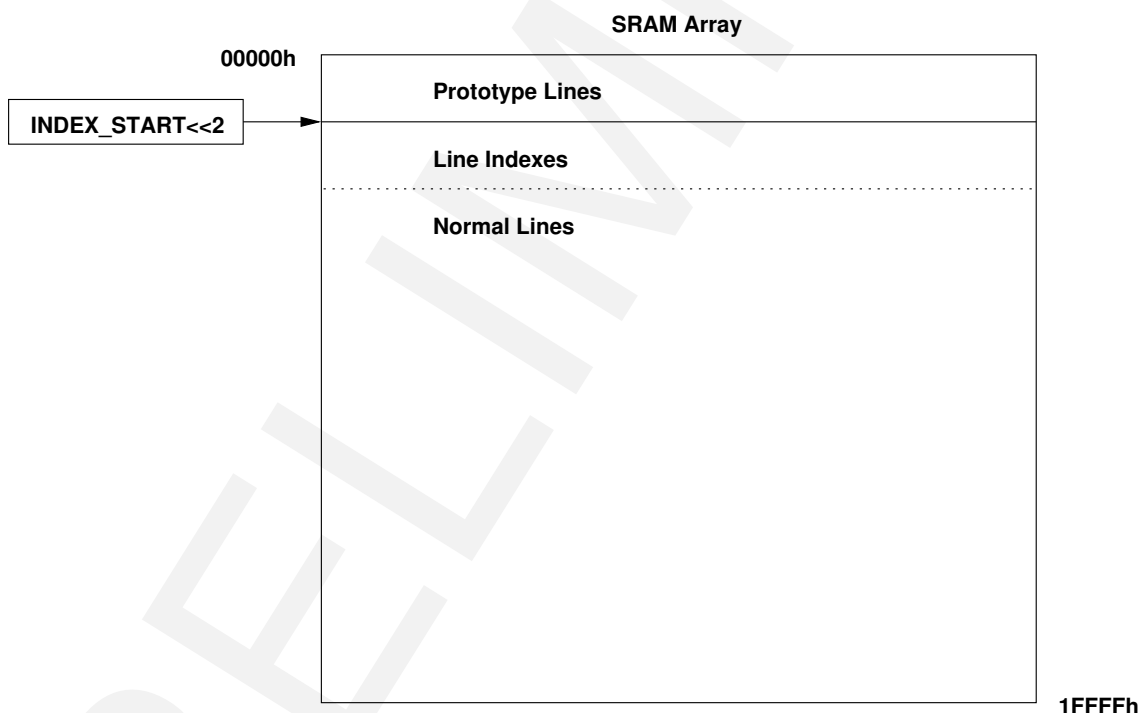 SRAM Array
00000h
Prototype Lines
INDEX_START<<2
Line Indexes
Normal Lines
1FFFFh